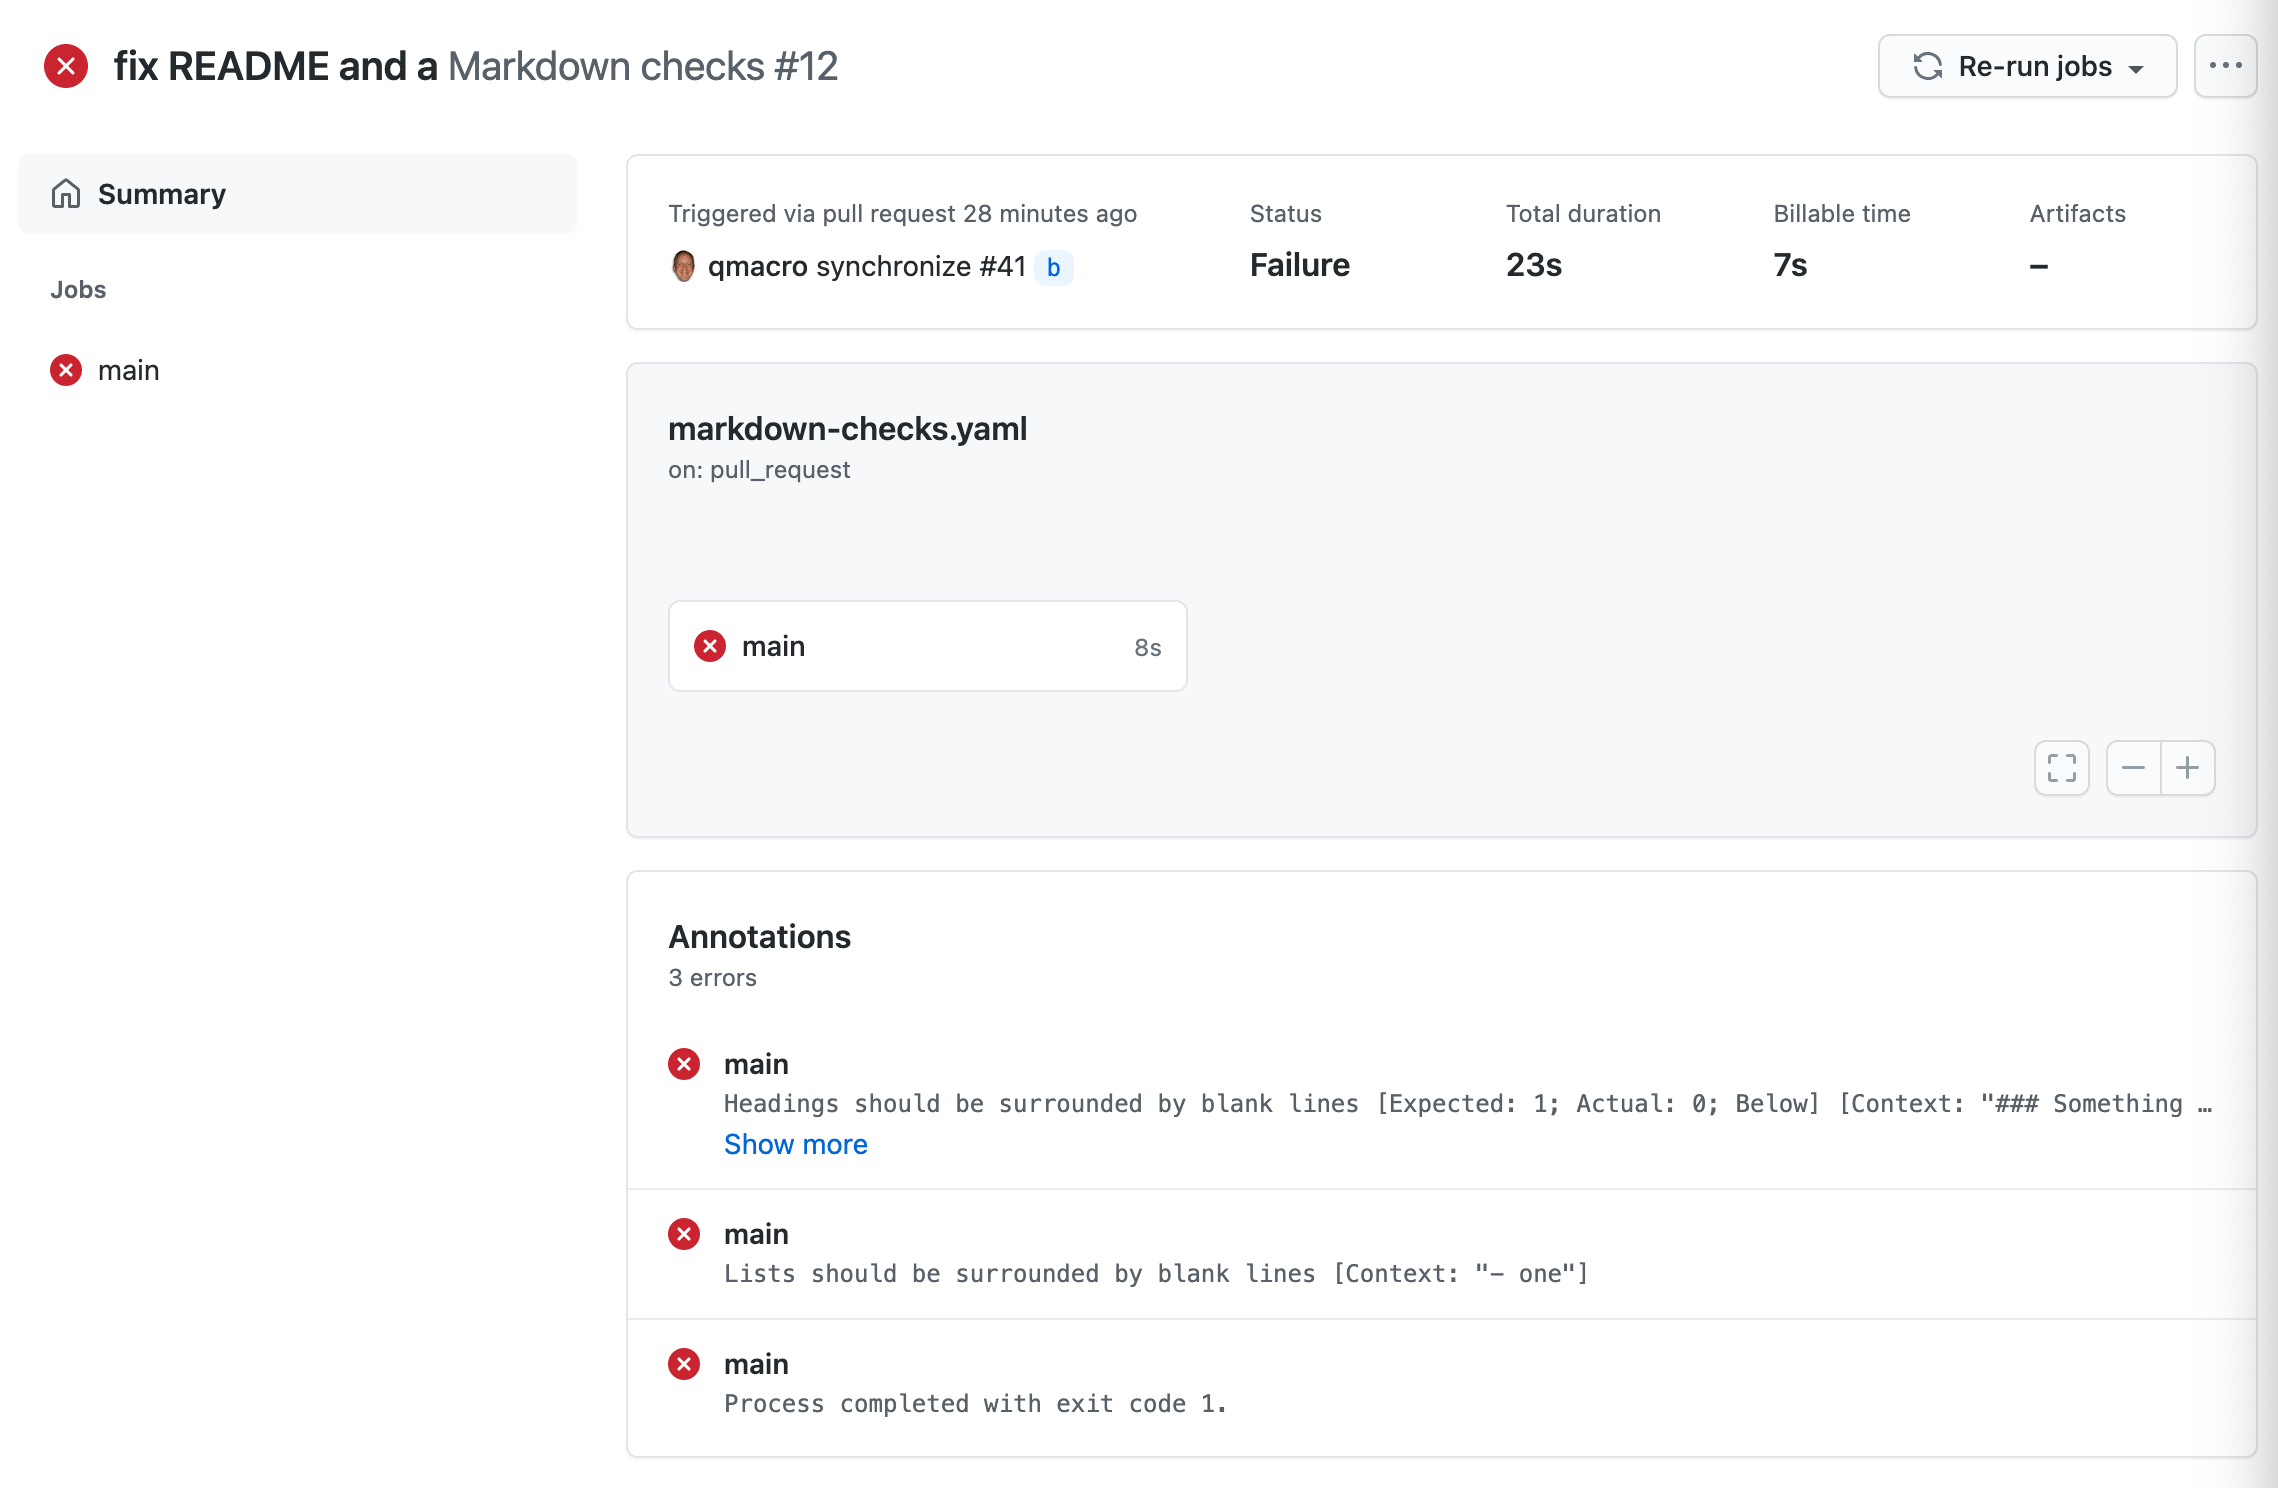 fix README and a Markdown checks #12
Re-run jobs
Summary
Jobs
main
Triggered via pull request 28 minutes ago
qmacro synchronize #41 b
Status
Failure
Total duration
23s
Billable time
7s
Artifacts
–
markdown-checks.yaml
on: pull_request
main 8s
Annotations
3 errors
main
Headings should be surrounded by blank lines [Expected: 1; Actual: 0; Below] [Context: "### Something …
Show more
main
Lists should be surrounded by blank lines [Context: "- one"]
main
Process completed with exit code 1.